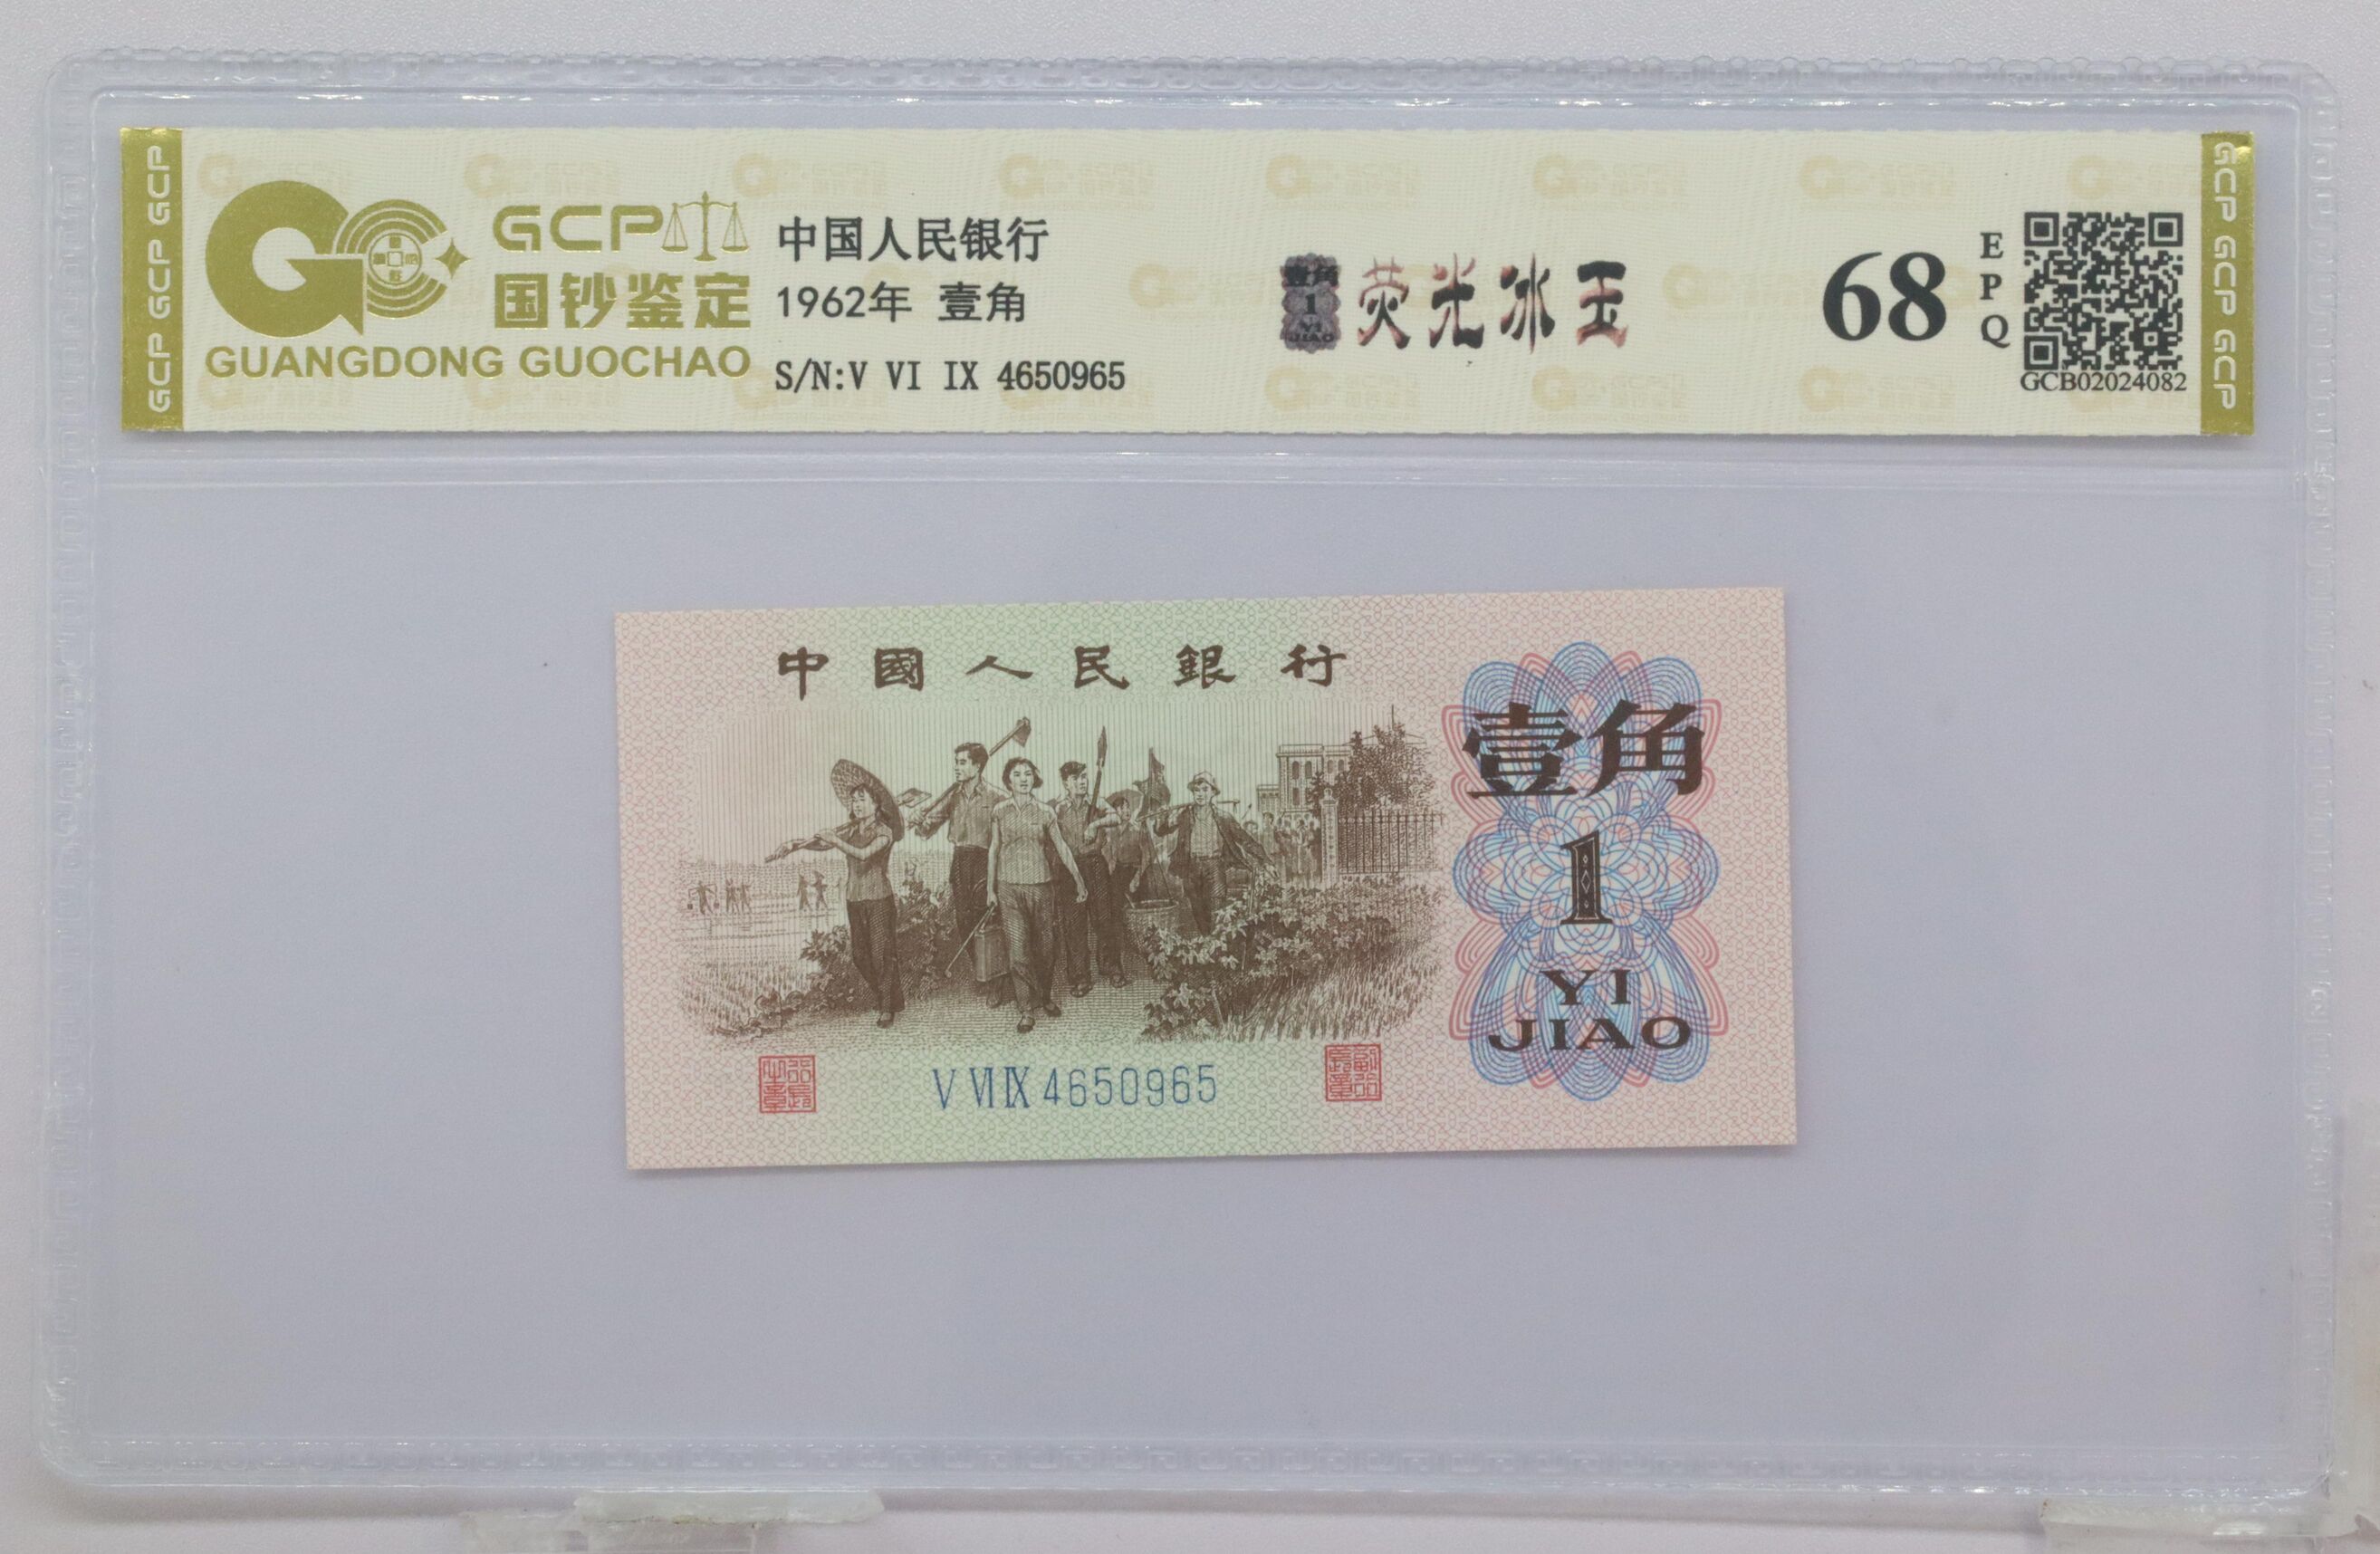 GCP GCP GCP
GCP
国钞鉴定
GUANGDONG GUOCHAO
中国人民银行
1962年 壹角
S/N:V VI IX 4650965
壹角
1
YI
JIAO
荧光冰玉
68
EPQ
GCB02024082
GCP GCP GCP
中國人民銀行
壹角
1
YI
JIAO
V VI IX 4650965